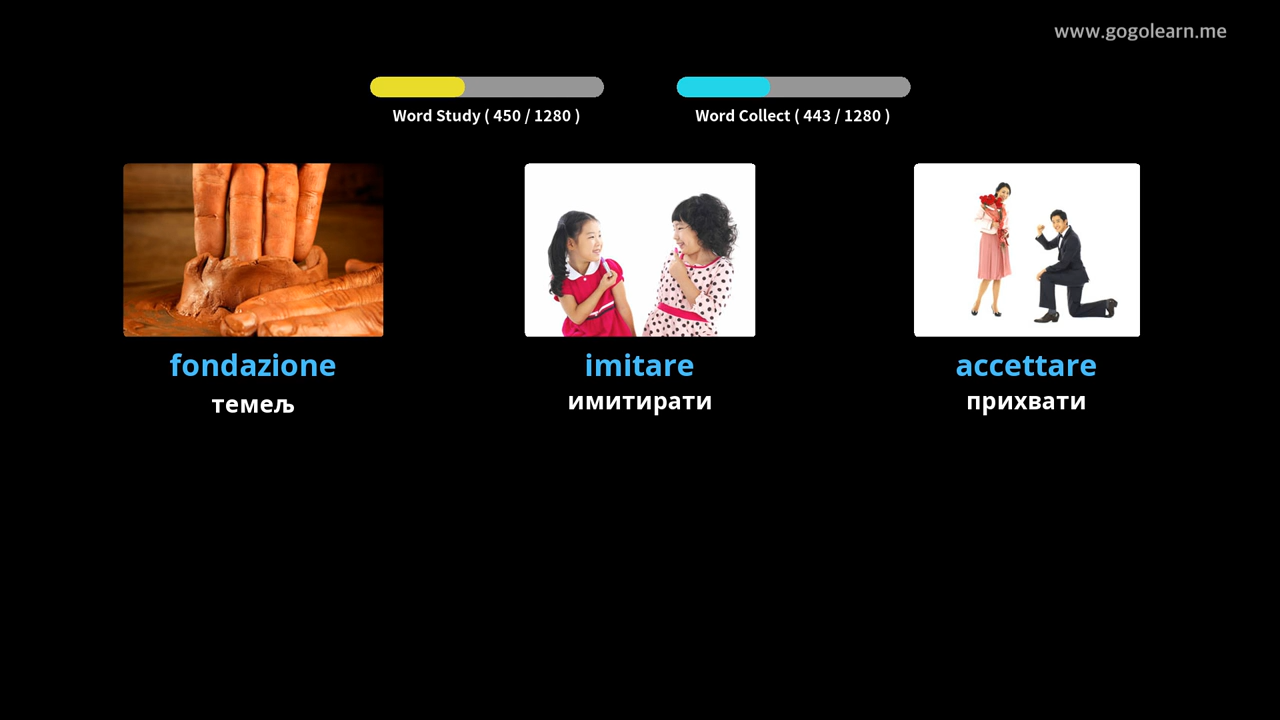 www.gogolearn.me
Word Study ( 450 / 1280 )
Word Collect ( 443 / 1280 )
fondazione
темељ
imitare
имитирати
accettare
прихвати